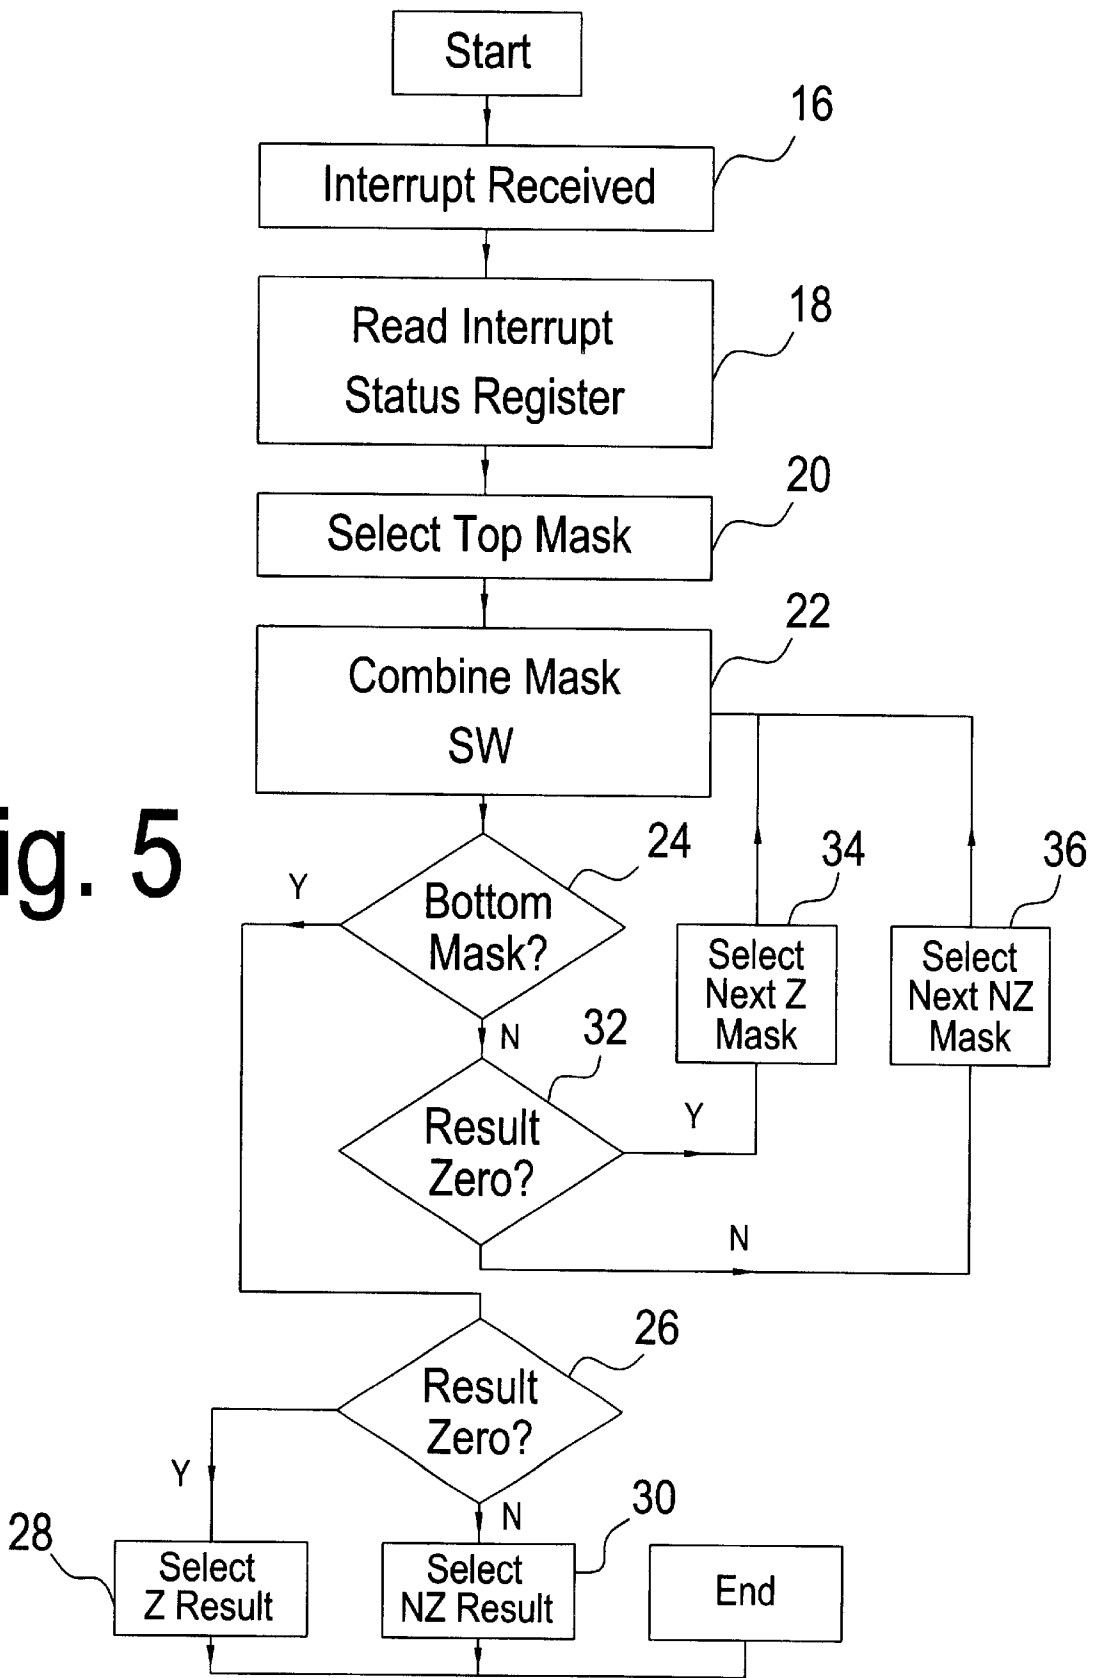 Start
16
Interrupt Received
18
Read Interrupt
Status Register
20
Select Top Mask
22
Combine Mask
SW
ig. 5
24
34
36
Y
Bottom
Mask?
Select
Next Z
Mask
Select
Next NZ
Mask
N
32
Result
Zero?
Y
N
26
Result
Zero?
Y
N
28
30
Select
Z Result
Select
NZ Result
End